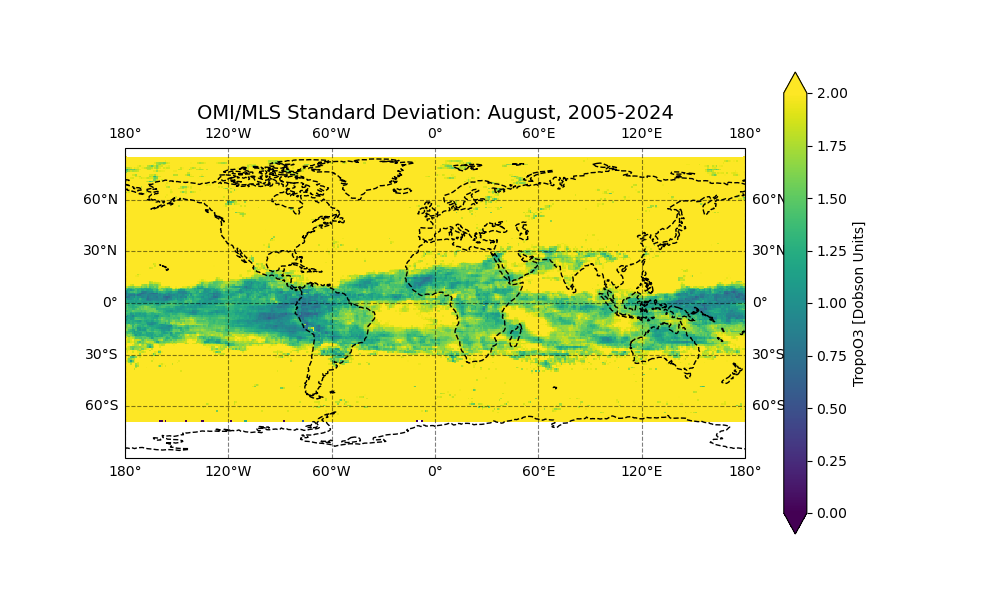 OMI/MLS Standard Deviation: August, 2005-2024
180° 120°W 60°W 0° 60°E 120°E 180°
60°N 60°N
30°N 30°N
0° 0°
30°S 30°S
60°S 60°S
180° 120°W 60°W 0° 60°E 120°E 180°
2.00
1.75
1.50
1.25
1.00
0.75
0.50
0.25
0.00
TropoO3 [Dobson Units]